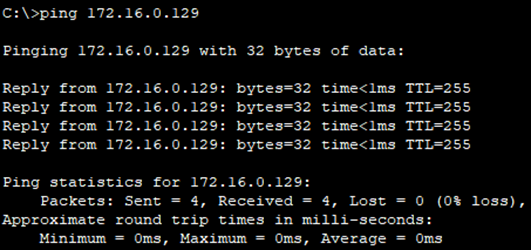 C:\>ping 172.16.0.129
Pinging 172.16.0.129 with 32 bytes of data:
Reply from 172.16.0.129: bytes=32 time<1ms TTL=255
Reply from 172.16.0.129: bytes=32 time<1ms TTL=255
Reply from 172.16.0.129: bytes=32 time<1ms TTL=255
Reply from 172.16.0.129: bytes=32 time<1ms TTL=255
Ping statistics for 172.16.0.129:
Packets: Sent = 4, Received = 4, Lost = 0 (0% loss),
Approximate round trip times in milli-seconds:
Minimum = 0ms, Maximum = 0ms, Average = 0ms